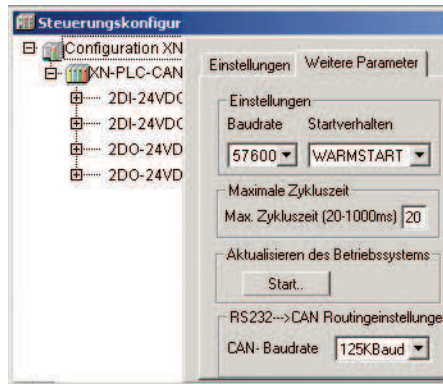 Steuerungskonfigur
Configuration XN
XN-PLC-CAN
2DI-24VDC
2DI-24VDC
2DO-24VD
2DO-24VD
Einstellungen
Weitere Parameter
Einstellungen
Baudrate Startverhalten
57600 WARMSTART
Maximale Zykluszeit
Max. Zykluszeit (20-1000ms) 20
Aktualisieren des Betriebssystems
Start..
RS232--->CAN Routingeinstellunge
CAN- Baudrate 125KBaud